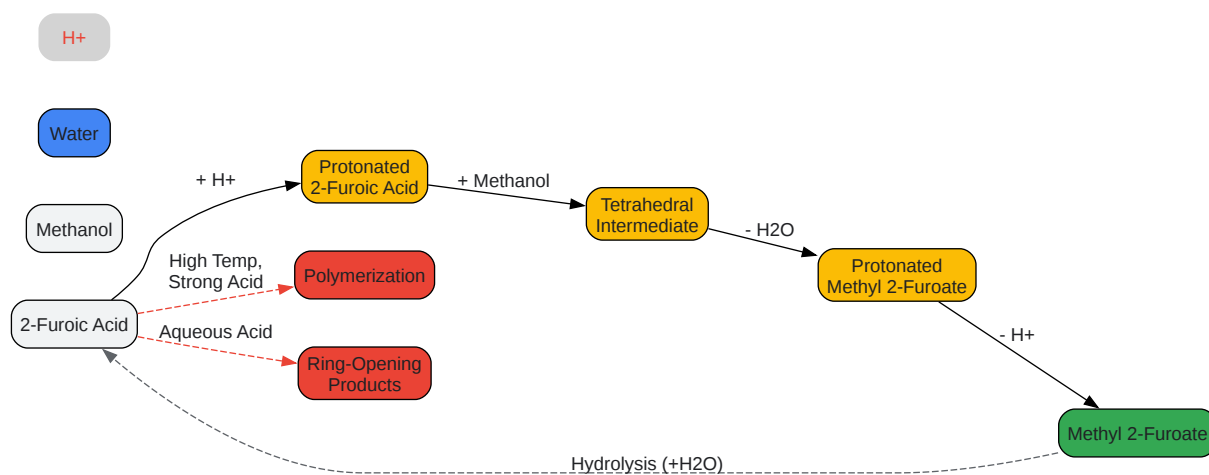 H+
Water
Methanol
2-Furoic Acid
+ H+
High Temp,
Strong Acid
Aqueous Acid
Protonated
2-Furoic Acid
Polymerization
Ring-Opening
Products
+ Methanol
Tetrahedral
Intermediate
- H2O
Protonated
Methyl 2-Furoate
- H+
Methyl 2-Furoate
Hydrolysis (+H2O)